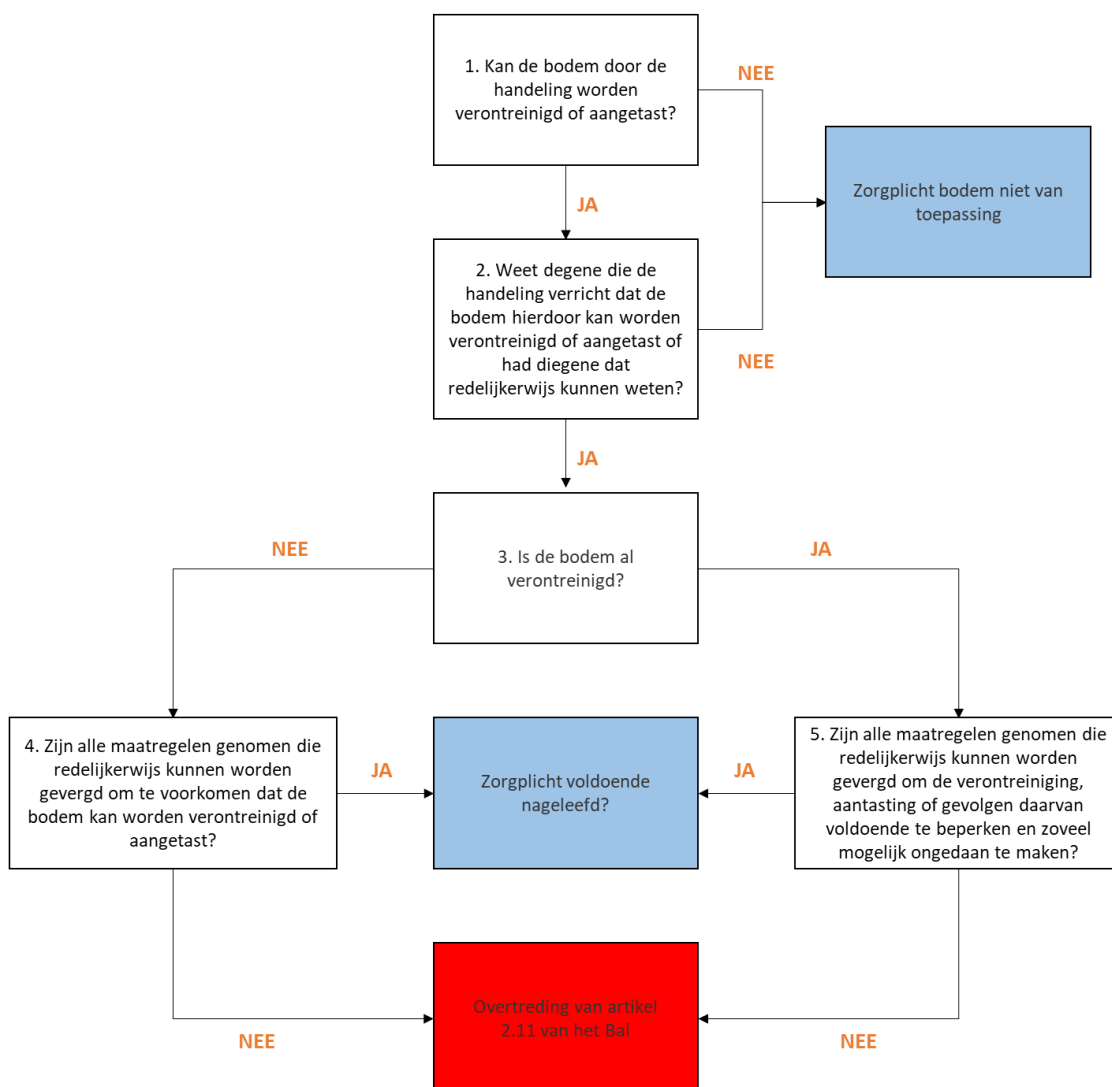 1. Kan de bodem door de
handeling worden
verontreinigd of aangetast?
NEE
Zorgplicht bodem niet van
toepassing
JA
2. Weet degene die de
handeling verricht dat de
bodem hierdoor kan worden
verontreinigd of aangetast of
had diegene dat
redelijkerwijs kunnen weten?
NEE
JA
3. Is de bodem al
verontreinigd?
NEE
JA
4. Zijn alle maatregelen genomen die
redelijkerwijs kunnen worden
gevergd om te voorkomen dat de
bodem kan worden verontreinigd of
aangetast?
JA
Zorgplicht voldoende
nageleefd?
JA
5. Zijn alle maatregelen genomen die
redelijkerwijs kunnen worden
gevergd om de verontreiniging,
aantasting of gevolgen daarvan
voldoende te beperken en zoveel
mogelijk ongedaan te maken?
NEE
Overtreding van artikel
2.11 van het Bal
NEE